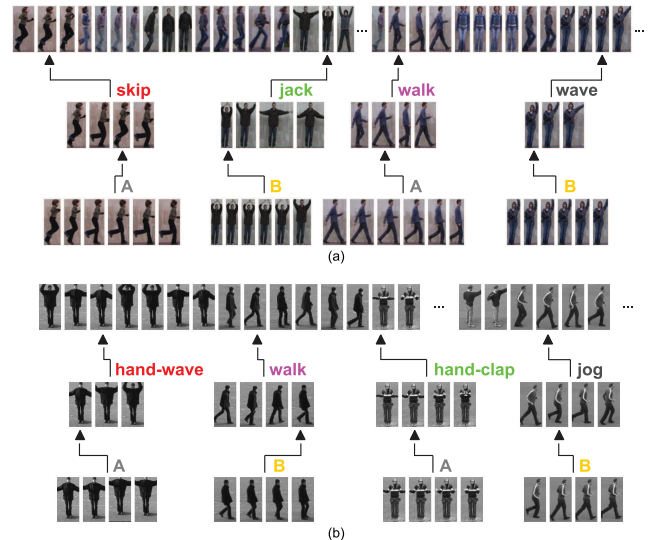 ...
...
skip jack walk wave
A B A B
(a)
... ...
hand-wave walk hand-clap jog
A B A B
(b)